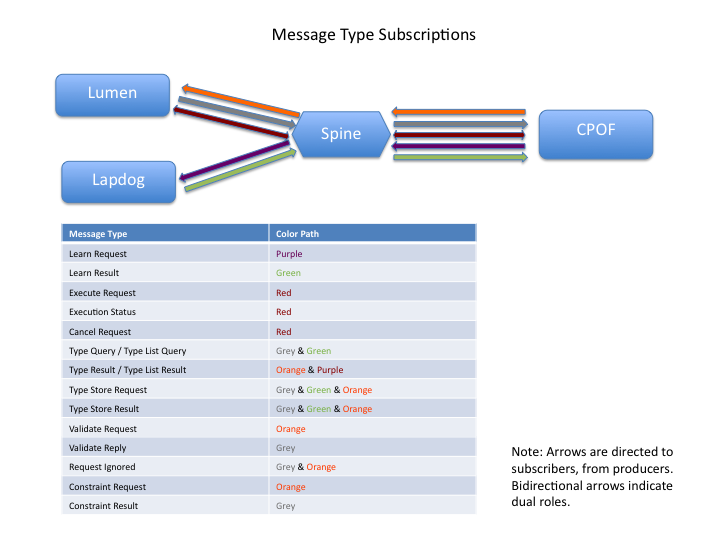 Message Type Subscriptions
Lumen
Spine
CPOF
Lapdog
Message Type Color Path
Learn Request Purple
Learn Result Green
Execute Request Red
Execution Status Red
Cancel Request Red
Type Query / Type List Query Grey & Green
Type Result / Type List Result Orange & Purple
Type Store Request Grey & Green & Orange
Type Store Result Grey & Green & Orange
Validate Request Orange
Validate Reply Grey
Request Ignored Grey & Orange
Constraint Request Orange
Constraint Result Grey
Note: Arrows are directed to
subscribers, from producers.
Bidirectional arrows indicate
dual roles.